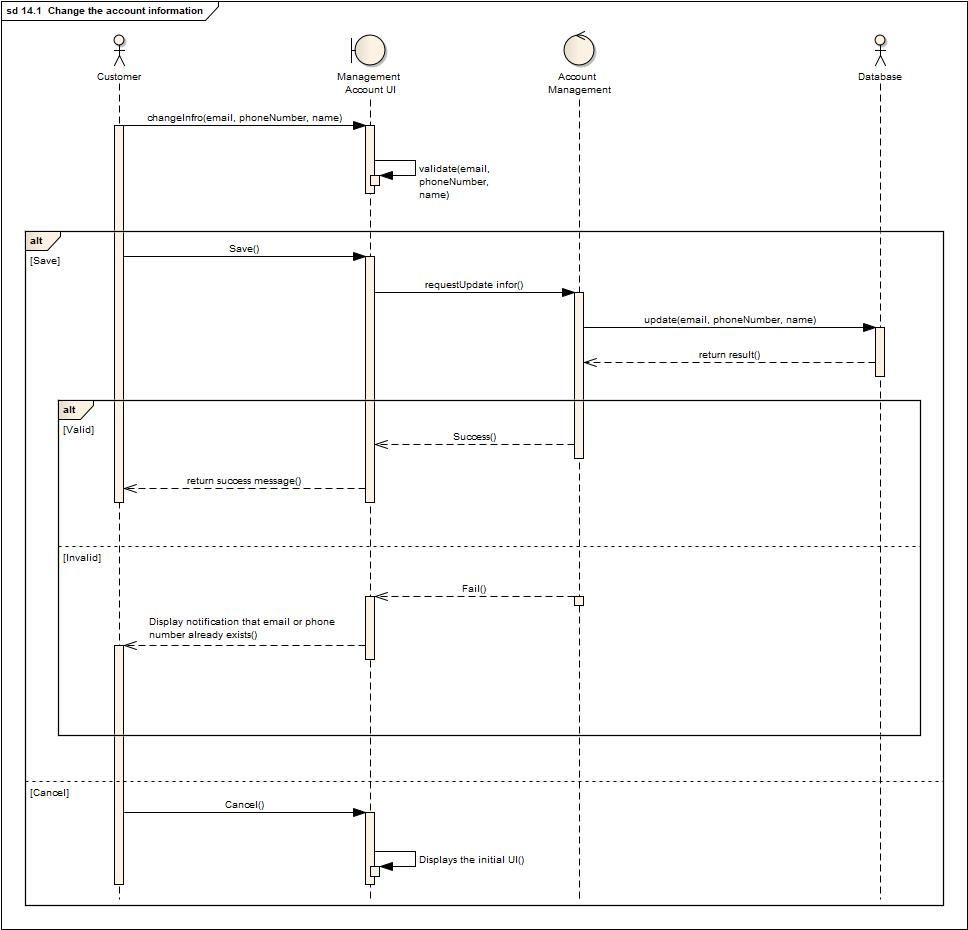 sd 14.1 Change the account information
Customer
Management
Account UI
Account
Management
Database
changeInfro(email, phoneNumber, name)
validate(email,
phoneNumber,
name)
alt
[Save]
Save()
requestUpdate infor()
update(email, phoneNumber, name)
return result()
alt
[Valid]
Success()
return success message()
[Invalid]
Fail()
Display notification that email or phone
number already exists()
[Cancel]
Cancel()
Displays the initial UI()